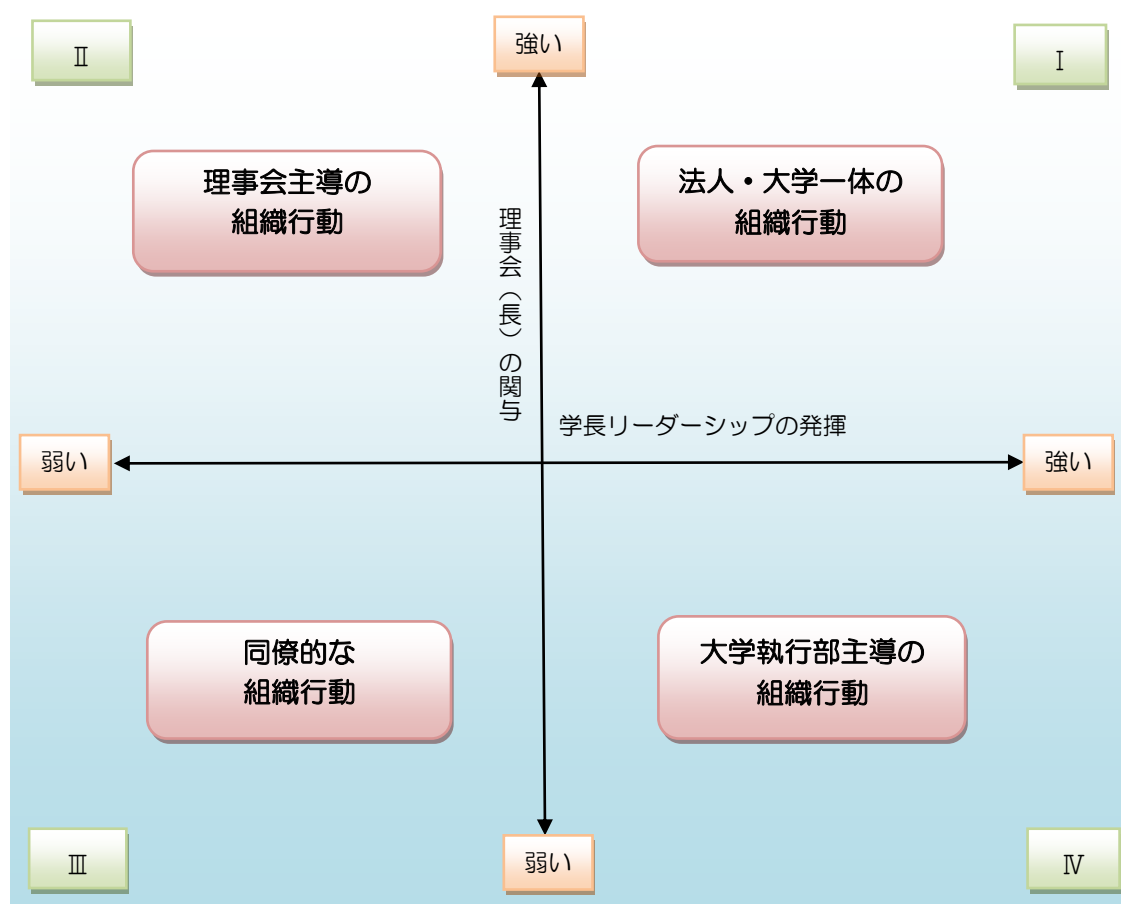 Ⅱ
強い
Ⅰ
理事会主導の
組織行動
法人・大学一体の
組織行動
理事会（長）の関与
学長リーダーシップの発揮
弱い
強い
同僚的な
組織行動
大学執行部主導の
組織行動
Ⅲ
弱い
Ⅳ